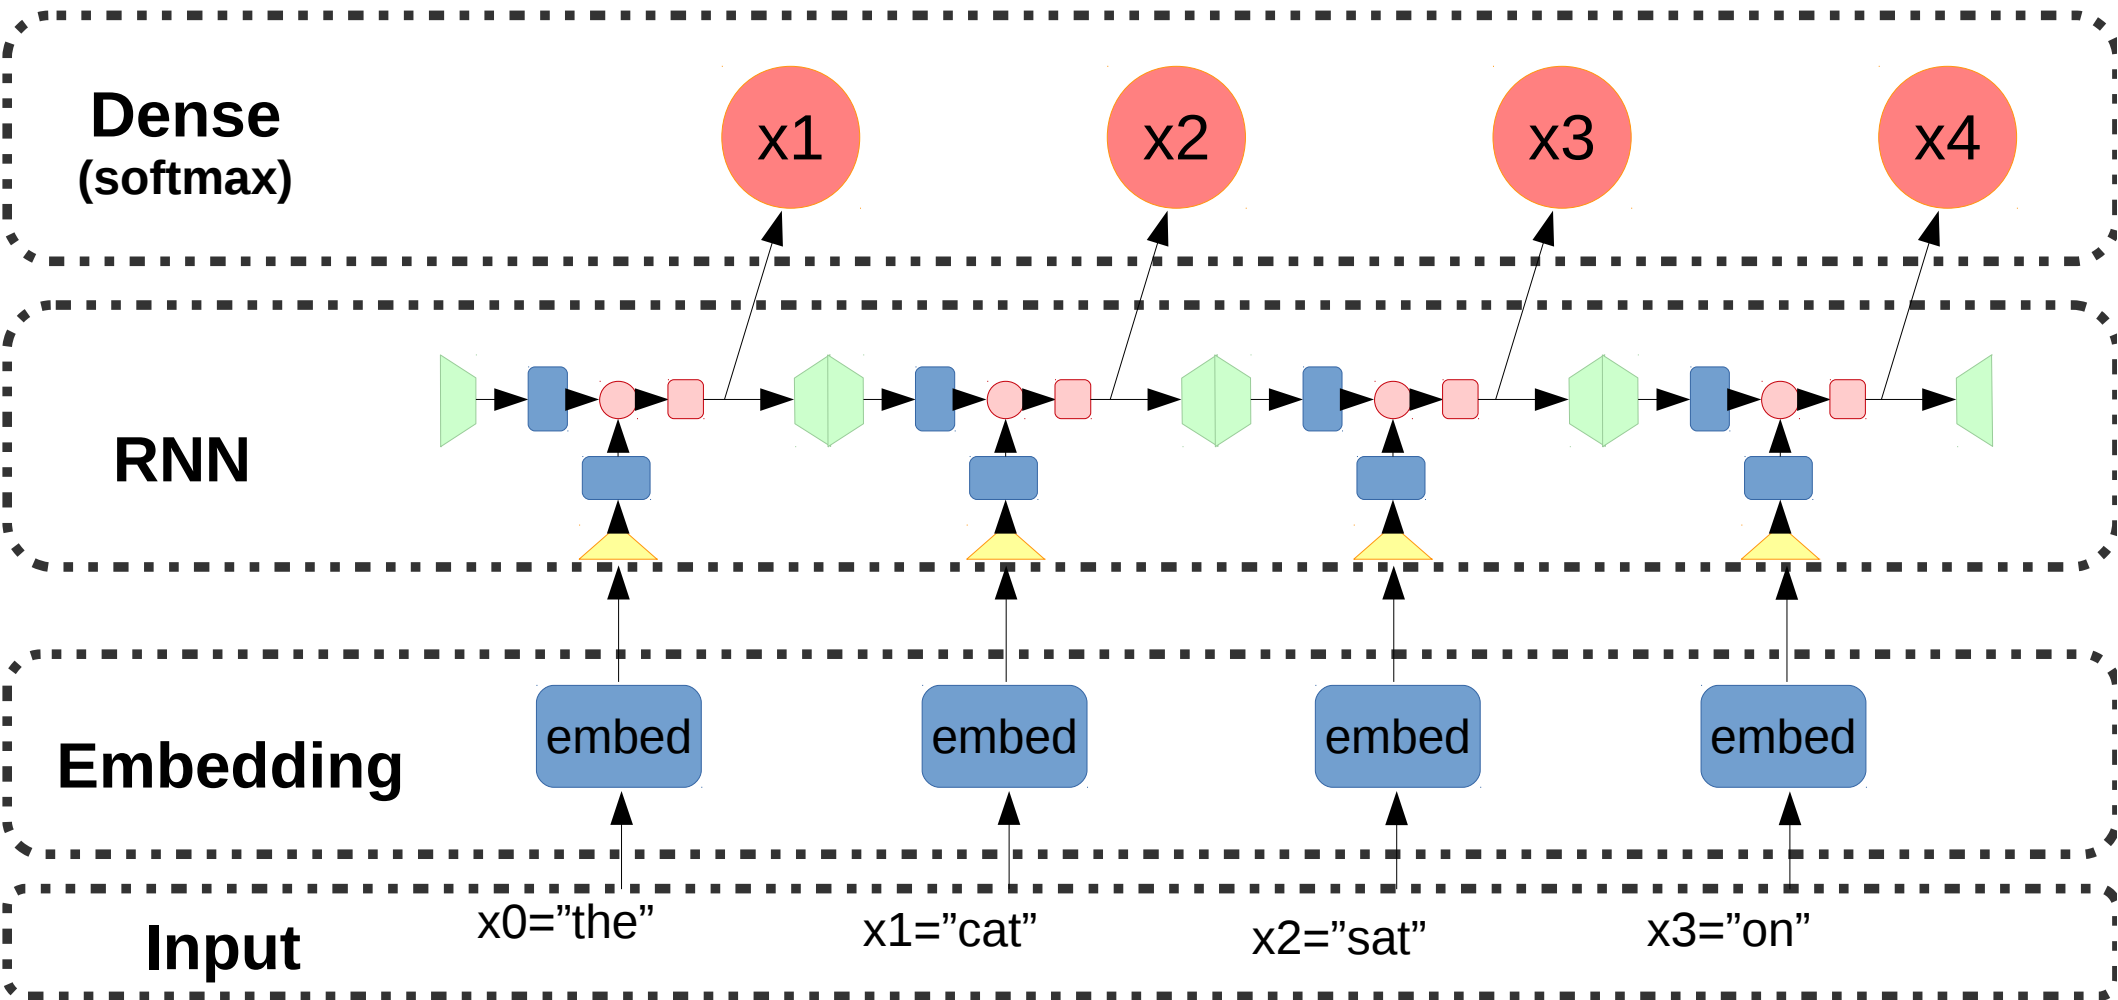 Dense
(softmax)
x1
x2
x3
x4
RNN
Embedding
embed
embed
embed
embed
Input
x0=”the”
x1=”cat”
x2=”sat”
x3=”on”